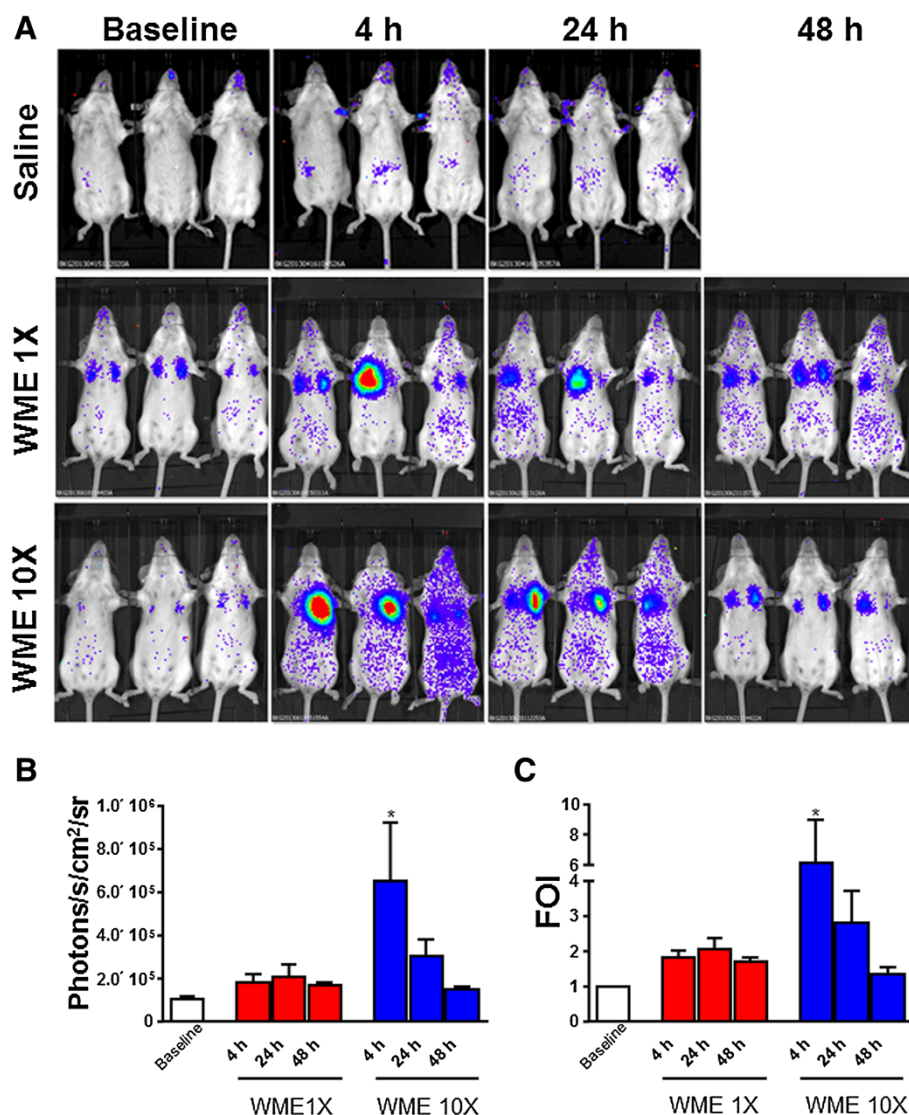 A
Baseline
4 h
24 h
48 h
Saline
WME 1X
WME 10X
B
Photons/s/cm²/sr
1.0´ 10⁶
8.0´ 10⁵
6.0´ 10⁵
4.0´ 10⁵
2.0´ 10⁵
0
Baseline
4 h
24 h
48 h
4 h
24 h
48 h
WME1X
WME 10X
*
C
FOI
10
8
6
4
3
2
1
0
Baseline
4 h
24 h
48 h
4 h
24 h
48 h
WME 1X
WME 10X
*